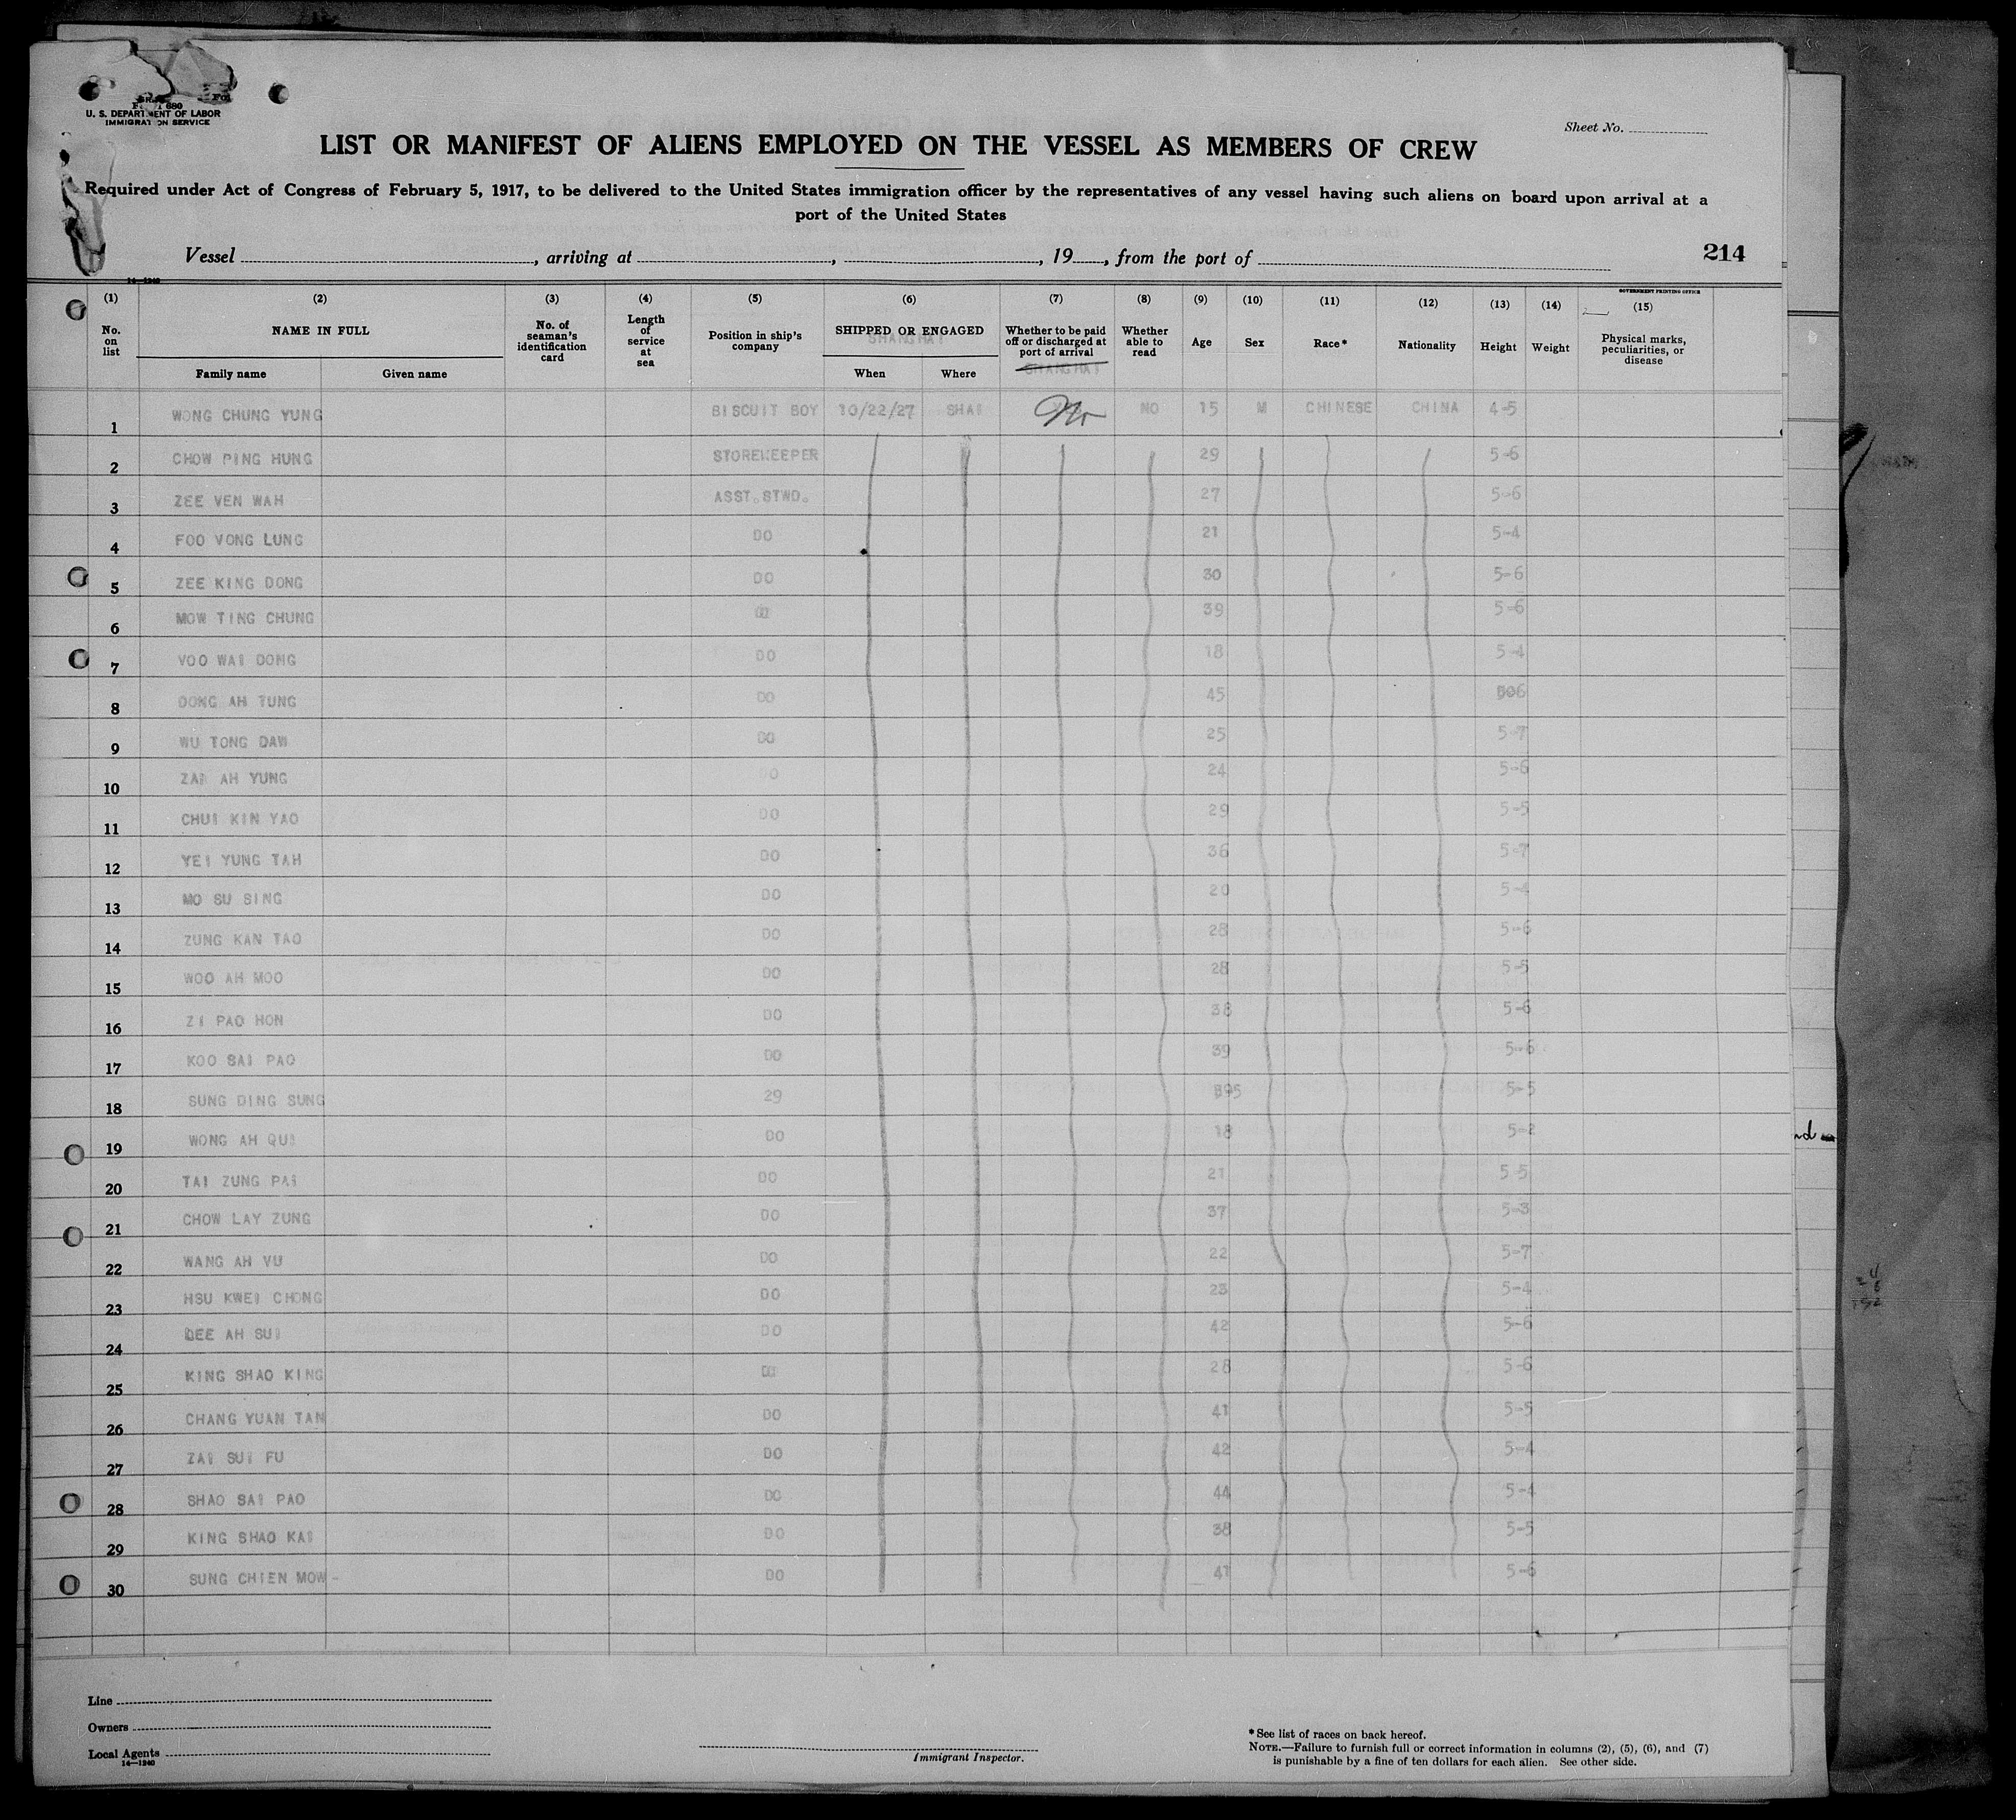 U. S. DEPARTMENT OF LABOR
IMMIGRATION SERVICE
Sheet No.
LIST OR MANIFEST OF ALIENS EMPLOYED ON THE VESSEL AS MEMBERS OF CREW
Required under Act of Congress of February 5, 1917, to be delivered to the United States immigration officer by the representatives of any vessel having such aliens on board upon arrival at a
port of the United States
Vessel , arriving at , , 19 , from the port of 214
14—1240 GOVERNMENT PRINTING OFFICE
(1) (2) (3) (4) (5) (6) (7) (8) (9) (10) (11) (12) (13) (14) (15)
No. on list NAME IN FULL Family name Given name No. of seaman's identification card Length of service at sea Position in ship's company SHIPPED OR ENGAGED SHANGHAI When Where Whether to be paid off or discharged at port of arrival SHANGHAI Whether able to read Age Sex Race* Nationality Height Weight Physical marks, peculiarities, or disease
1 WONG CHUNG YUNG BISCUIT BOY 10/22/27 SHAI No NO 15 M CHINESE CHINA 4-5
2 CHOW PING HUNG STOREKEEPER 29 5-6
3 ZEE VEN WAH ASST.STWD. 27 5-6
4 FOO VONG LUNG DO 21 5-4
5 ZEE KING DONG DO 30 5-6
6 MOW TING CHUNG 39 5-6
7 VOO WAI DONG DO 18 5-4
8 DONG AH TUNG DO 45 506
9 WU TONG DAW DO 25 5-7
10 ZAI AH YUNG DO 24 5-6
11 CHUI KIN YAO DO 29 5-5
12 YEI YUNG TAH DO 36 5-7
13 MO SU SING DO 20 5-4
14 ZUNG KAN TAO DO 28 5-6
15 WOO AH MOO DO 28 5-5
16 ZI PAO HON DO 38 5-6
17 KOO SAI PAO DO 39 5-6
18 SUNG DING SUNG 29 5-5
19 WONG AH QUI DO 18 5-2
20 TAI ZUNG PAI DO 21 5 5
21 CHOW LAY ZUNG DO 37 5-3
22 WANG AH VU DO 22 5-7
23 HSU KWEI CHONG DO 23 5-4
24 DEE AH SUI DO 42 5-6
25 KING SHAO KING 28 5-6
26 CHANG YUAN TAN DO 41 5-5
27 ZAI SUI FU DO 42 5-4
28 SHAO SAI PAO DO 44 5-4
29 KING SHAO KAI DO 38 5-5
30 SUNG CHIEN MOW - DO 41 5-6
Line
Owners
Local Agents
14—1240
Immigrant Inspector.
*See list of races on back hereof.
NOTE.—Failure to furnish full or correct information in columns (2), (5), (6), and (7)
is punishable by a fine of ten dollars for each alien. See other side.